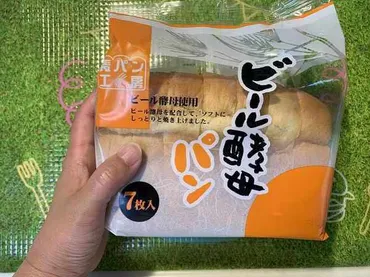 パン
工房
ビール酵母使用
ビール酵母を配合して、ソフトに
しっとりと焼き上げました。
ビール酵母
パン
7枚入